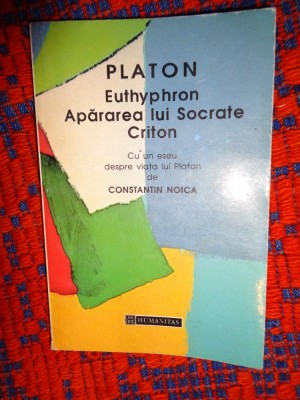 PLATON
Euthyphron
Apărarea lui Socrate
Criton
Cu un eseu
despre viața lui Platon
de
CONSTANTIN NOICA
HUMANITAS